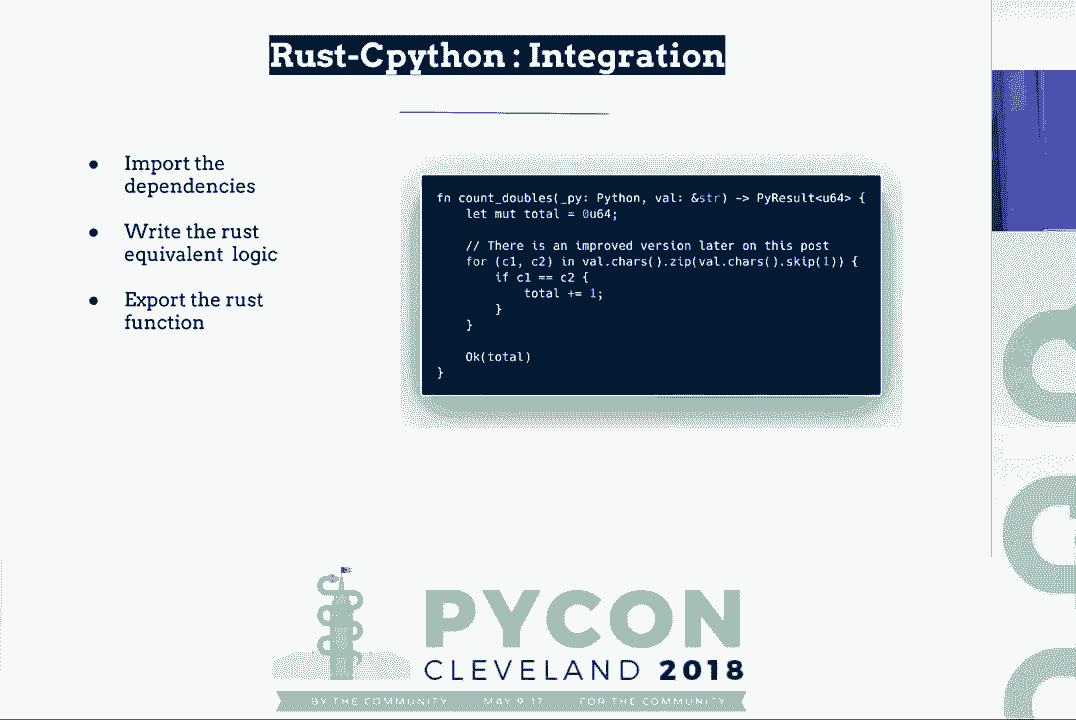 Rust-Cpython : Integration
● Import the
dependencies
● Write the rust
equivalent logic
● Export the rust
function
fn count_doubles(_py: Python, val: &str) -> PyResult<u64> {
    let mut total = 0u64;
    // There is an improved version later on this post
    for (c1, c2) in val.chars().zip(val.chars().skip(1)) {
        if c1 == c2 {
            total += 1;
        }
    }
    Ok(total)
}
PYCON
CLEVELAND 2018
BY THE COMMUNITY MAY 9-17 FOR THE COMMUNITY